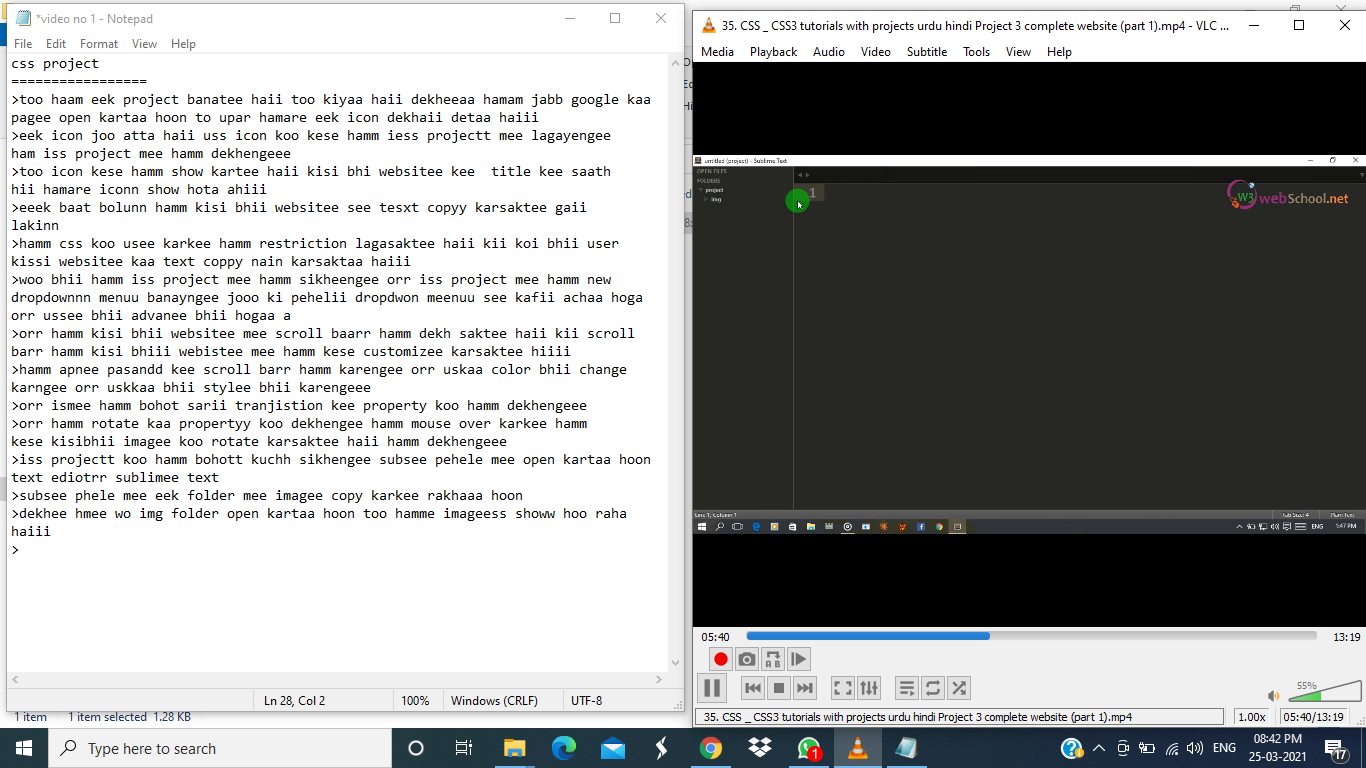 *video no 1 - Notepad
File Edit Format View Help
css project
=================
>too haam eek project banatee haii too kiyaa haii dekheeaa hamam jabb google kaa
pagee open kartaa hoon to upar hamare eek icon dekhaii detaa haiii
>eek icon joo atta haii uss icon koo kese hamm iess projectt mee lagayengee
ham iss project mee hamm dekhengeee
>too icon kese hamm show kartee haii kisi bhi websitee kee  title kee saath
hii hamare iconn show hota ahiii
>eeek baat bolunn hamm kisi bhii websitee see tesxt copyy karsaktee gaii
lakinn
>hamm css koo usee karkee hamm restriction lagasaktee haii kii koi bhii user
kissi websitee kaa text coppy nain karsaktaa haiii
>woo bhii hamm iss project mee hamm sikheengee orr iss project mee hamm new
dropdownnn menuu banayngee jooo ki pehelii dropdwon meenuu see kafii achaa hoga
orr ussee bhii advanee bhii hogaa a
>orr hamm kisi bhii websitee mee scroll baarr hamm dekh saktee haii kii scroll
barr hamm kisi bhiii webistee mee hamm kese customizee karsaktee hiiii
>hamm apnee pasandd kee scroll barr hamm karengee orr uskaa color bhii change
karngee orr uskkaa bhii stylee bhii karengeee
>orr ismee hamm bohot sarii tranjistion kee property koo hamm dekhengeee
>orr hamm rotate kaa propertyy koo dekhengee hamm mouse over karkee hamm
kese kisibhii imagee koo rotate karsaktee haii hamm dekhengeee
>iss projectt koo hamm bohott kuchh sikhengee subsee pehele mee open kartaa hoon
text ediotrr sublimee text
>subsee phele mee eek folder mee imagee copy karkee rakhaaa hoon
>dekhee hmee wo img folder open kartaa hoon too hamme imageess showw hoo raha
haiii
>
Ln 28, Col 2 100% Windows (CRLF) UTF-8
1 item 1 item selected 1.28 KB
35. CSS _ CSS3 tutorials with projects urdu hindi Project 3 complete website (part 1).mp4 - VLC ...
Media Playback Audio Video Subtitle Tools View Help
untitled (project) - Sublime Text
OPEN FILES
FOLDERS
project
img
1
W3 webSchool.net
Line 1, Column 1 Tab Size: 4 Plain Text
ENG 1:47 PM
05:40 13:19
A B
55%
35. CSS _ CSS3 tutorials with projects urdu hindi Project 3 complete website (part 1).mp4 1.00x 05:40/13:19
Type here to search
1
ENG
08:42 PM
25-03-2021
17